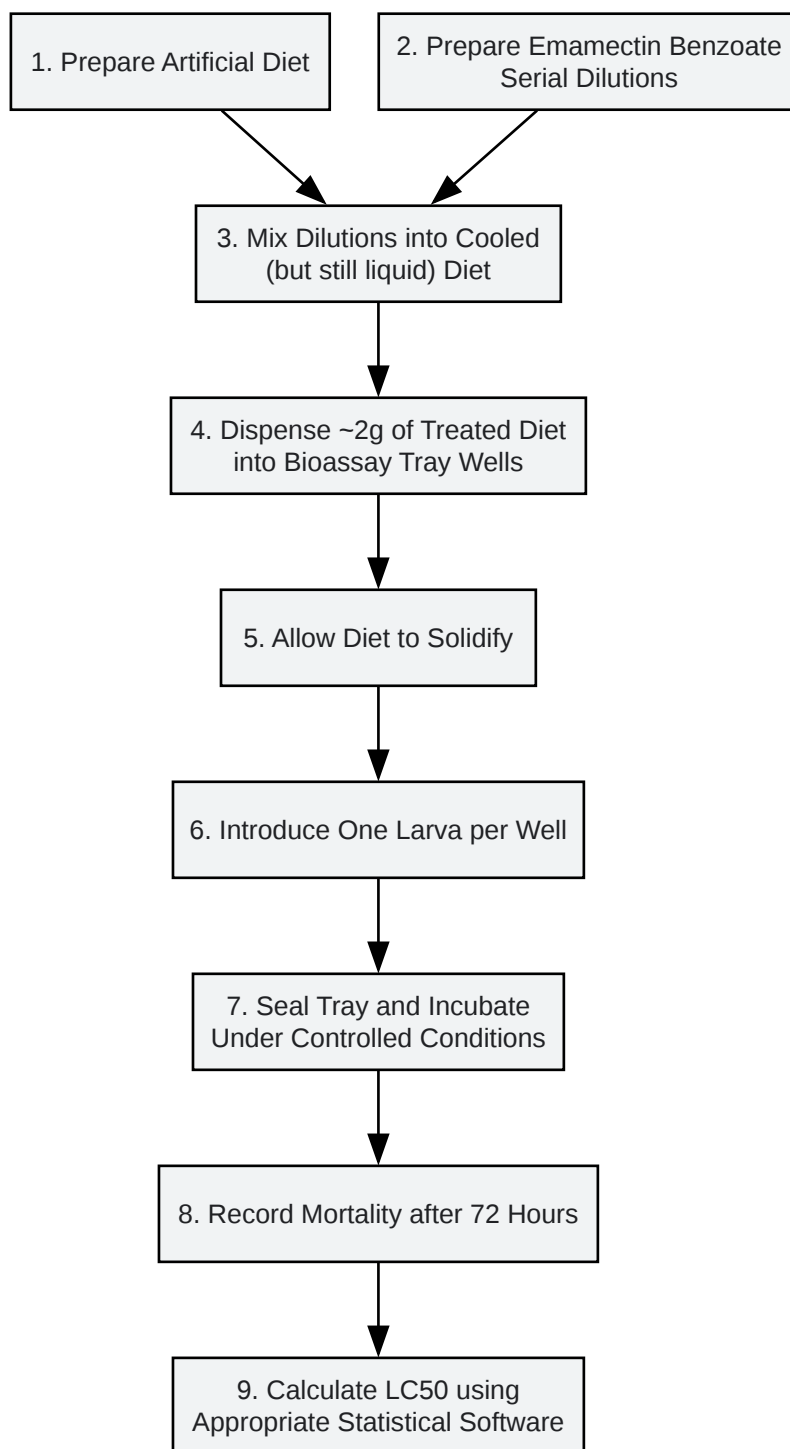 1. Prepare Artificial Diet
2. Prepare Emamectin Benzoate
Serial Dilutions
3. Mix Dilutions into Cooled
(but still liquid) Diet
4. Dispense ~2g of Treated Diet
into Bioassay Tray Wells
5. Allow Diet to Solidify
6. Introduce One Larva per Well
7. Seal Tray and Incubate
Under Controlled Conditions
8. Record Mortality after 72 Hours
9. Calculate LC50 using
Appropriate Statistical Software